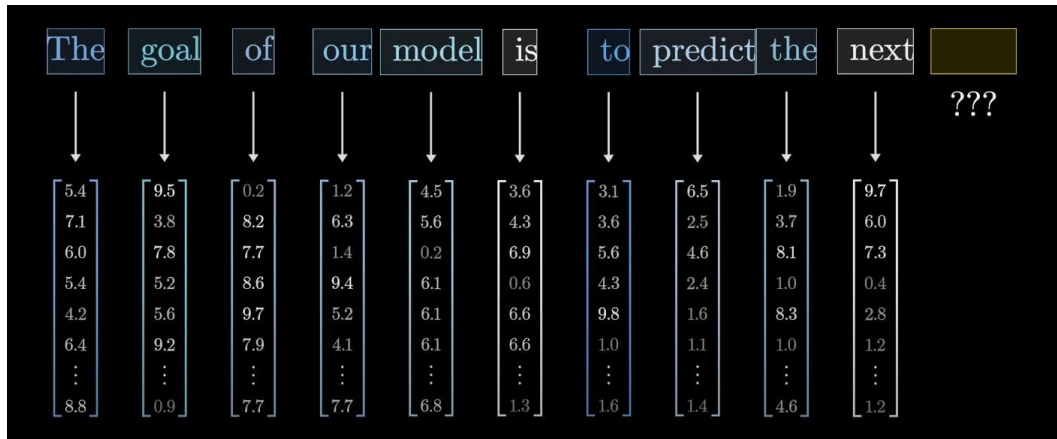 The goal of our model is to predict the next
???
5.4 9.5 0.2 1.2 4.5 3.6 3.1 6.5 1.9 9.7
7.1 3.8 8.2 6.3 5.6 4.3 3.6 2.5 3.7 6.0
6.0 7.8 7.7 1.4 0.2 6.9 5.6 4.6 8.1 7.3
5.4 5.2 8.6 9.4 6.1 0.6 4.3 2.4 1.0 0.4
4.2 5.6 9.7 5.2 6.1 6.6 9.8 1.6 8.3 2.8
6.4 9.2 7.9 4.1 6.1 6.6 1.0 1.1 1.0 1.2
⋮ ⋮ ⋮ ⋮ ⋮ ⋮ ⋮ ⋮ ⋮ ⋮
8.8 0.9 7.7 7.7 6.8 1.3 1.6 1.4 4.6 1.2